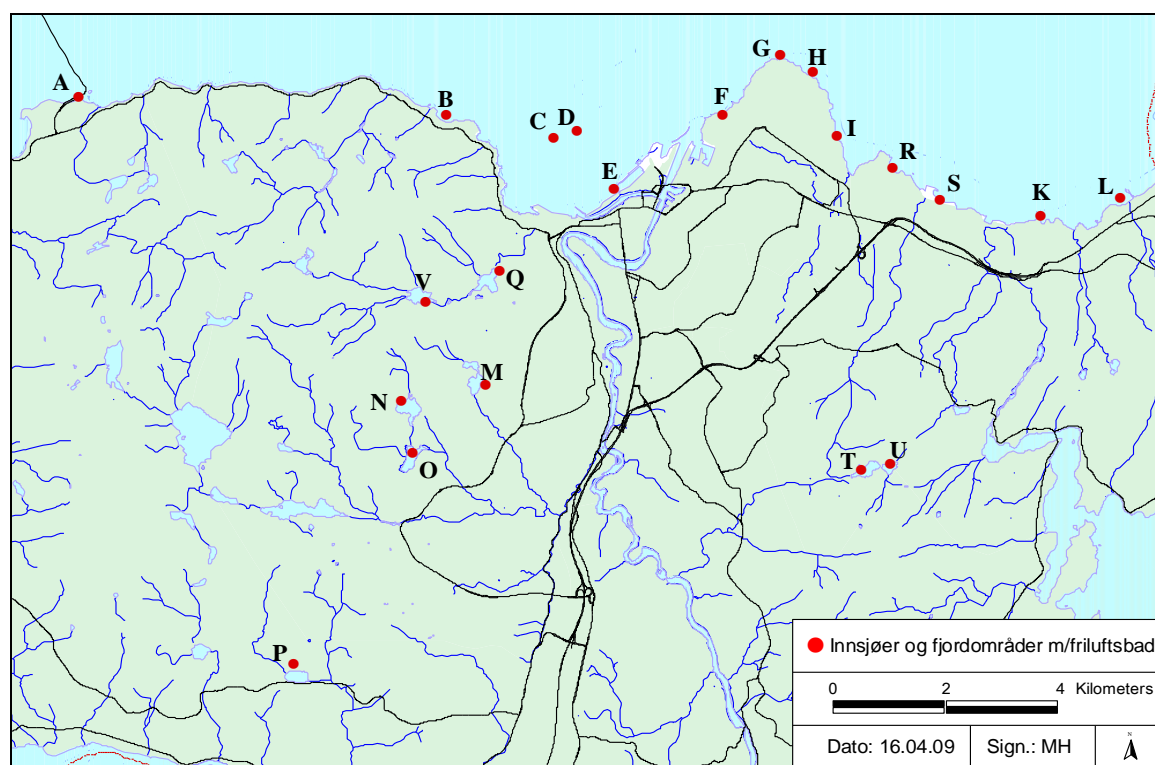 G
H
A
B
F
C
D
I
R
E
S
K
L
Q
V
M
N
O
T
U
P
Innsjøer og fjordområder m/friluftsbad
0
2
4
Kilometers
Dato: 16.04.09
Sign.: MH
N